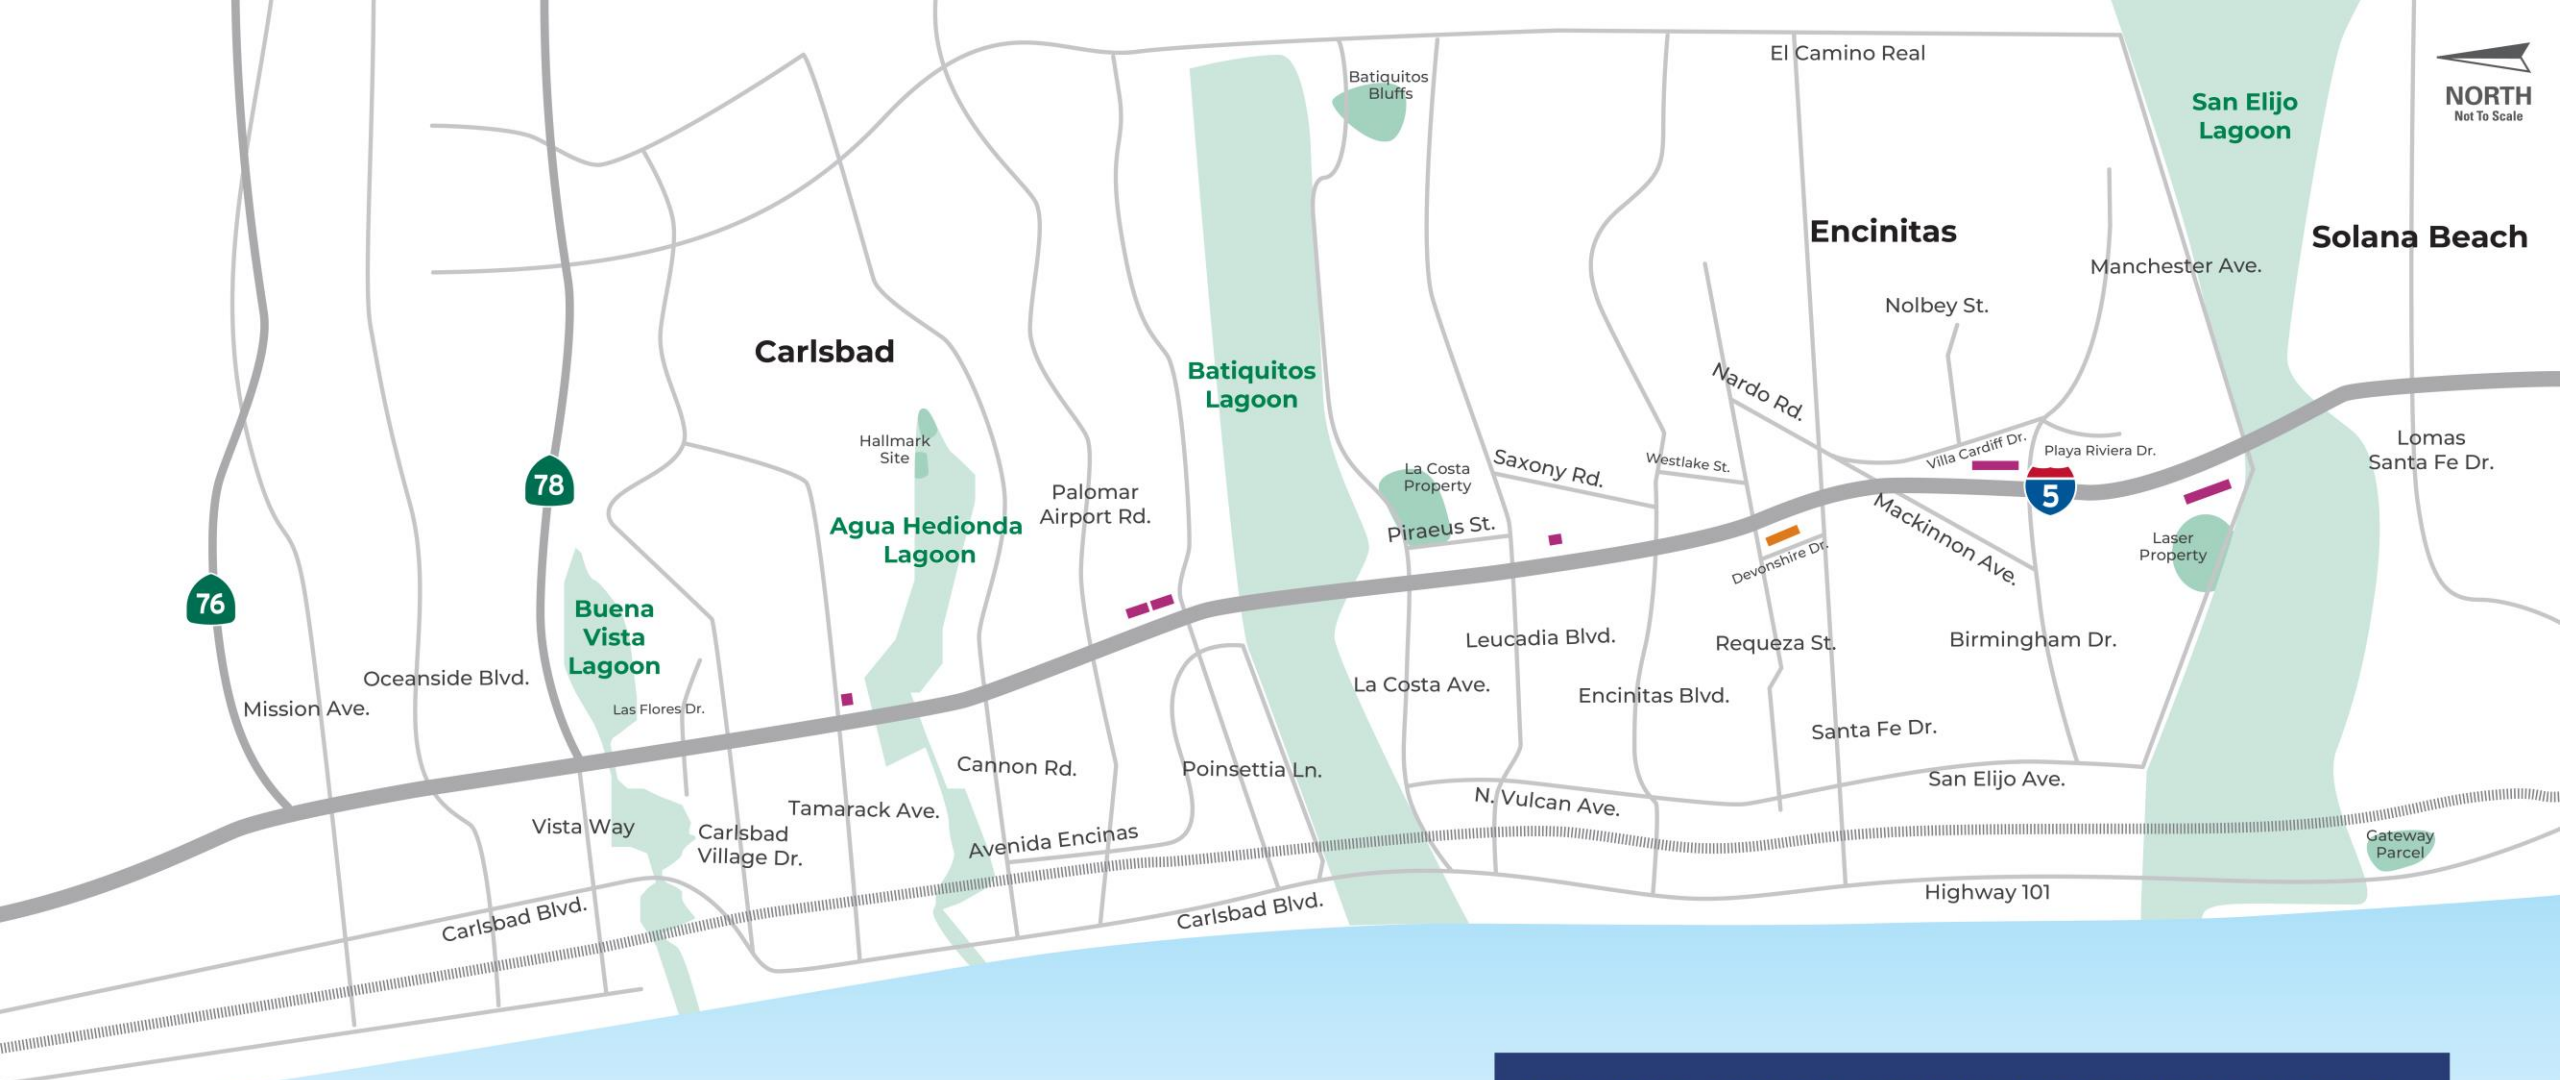 El Camino Real
Batiquitos
Bluffs
San Elijo
Lagoon
NORTH
Not To Scale
Encinitas
Solana Beach
Manchester Ave.
Nolbey St.
Carlsbad
Batiquitos
Lagoon
Nardo Rd.
Hallmark
Site
La Costa
Property
Saxony Rd.
Westlake St.
Villa Cardiff Dr.
Playa Riviera Dr.
Lomas
Santa Fe Dr.
78
5
Palomar
Airport Rd.
Agua Hedionda
Lagoon
Piraeus St.
Mackinnon Ave.
Devonshire Dr.
Laser
Property
76
Buena
Vista
Lagoon
Leucadia Blvd.
Requeza St.
Birmingham Dr.
Oceanside Blvd.
Mission Ave.
Las Flores Dr.
La Costa Ave.
Encinitas Blvd.
Santa Fe Dr.
Cannon Rd.
Poinsettia Ln.
San Elijo Ave.
N. Vulcan Ave.
Tamarack Ave.
Vista Way
Carlsbad
Village Dr.
Avenida Encinas
Gateway
Parcel
Highway 101
Carlsbad Blvd.
Carlsbad Blvd.